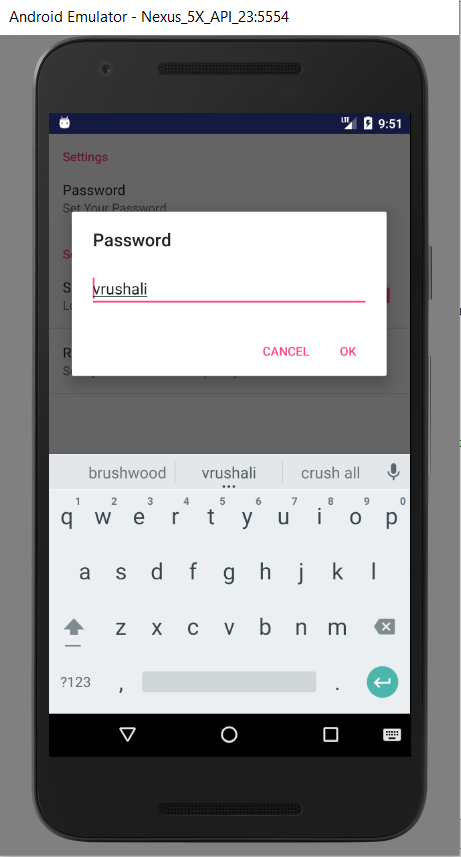 Android Emulator - Nexus_5X_API_23:5554
LTE 9:51
Settings
Password
Set Your Password
Password
vrushali
CANCEL OK
brushwood vrushali crush all
1 2 3 4 5 6 7 8 9 0
q w e r t y u i o p
a s d f g h j k l
z x c v b n m
?123 , .